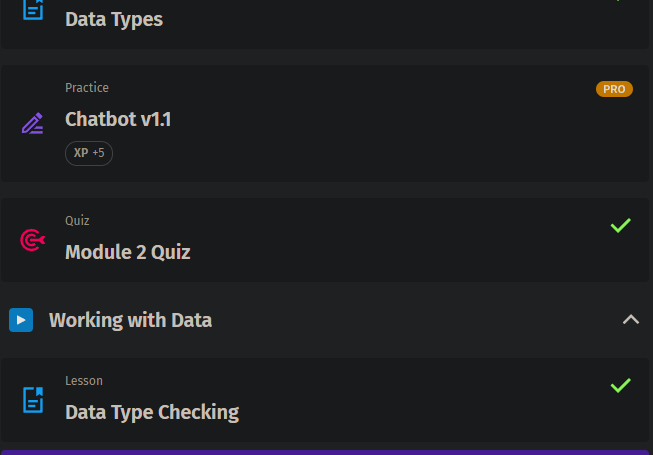 Data Types
Practice
PRO
Chatbot v1.1
XP +5
Quiz
Module 2 Quiz
Working with Data
Lesson
Data Type Checking